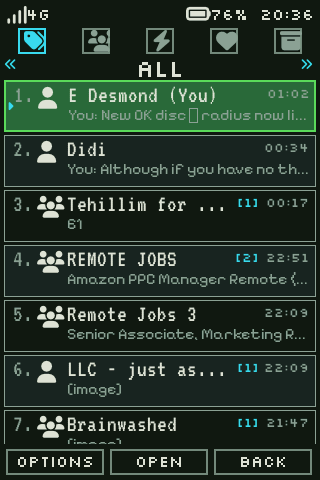 4G 76% 20:36
« »
ALL
1. E Desmond (You) 01:02
You: New OK disc radius now li...
2. Didi 00:34
You: Although if you have no th...
3. Tehillim for ... [1] 00:17
61
4. REMOTE JOBS [2] 22:51
Amazon PPC Manager Remote (...
5. Remote Jobs 3 22:09
Senior Associate, Marketing R...
6. LLC - just as... [1] 22:09
(image)
7. Brainwashed [1] 21:47
(image)
OPTIONS OPEN BACK